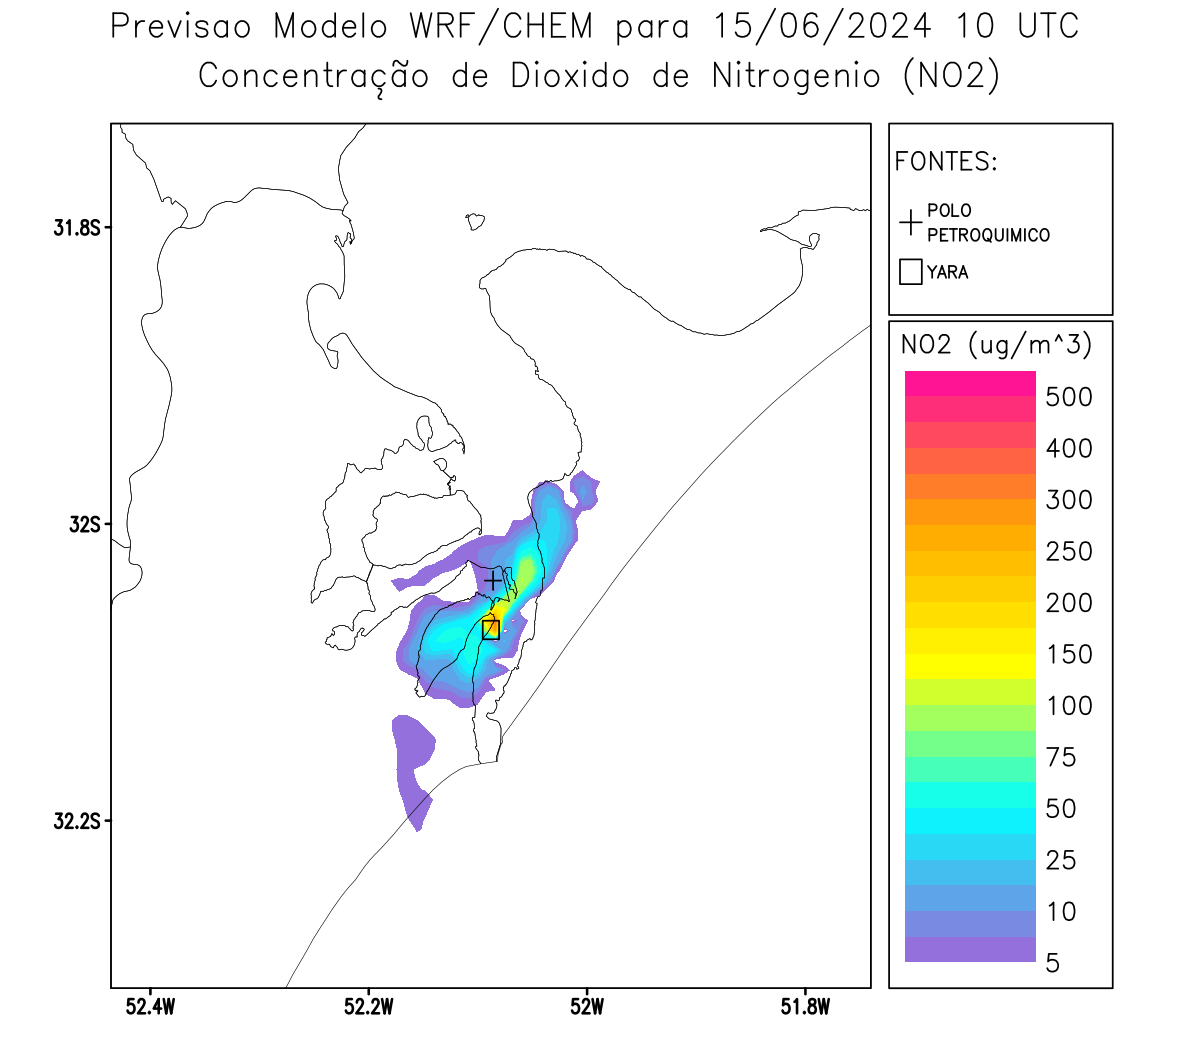 Previsao Modelo WRF/CHEM para 15/06/2024 10 UTC
Concentração de Dioxido de Nitrogenio (NO2)
FONTES:
POLO
PETROQUIMICO
YARA
NO2 (ug/m^3)
500
400
300
250
200
150
100
75
50
25
10
5
31.8S
32S
32.2S
52.4W
52.2W
52W
51.8W